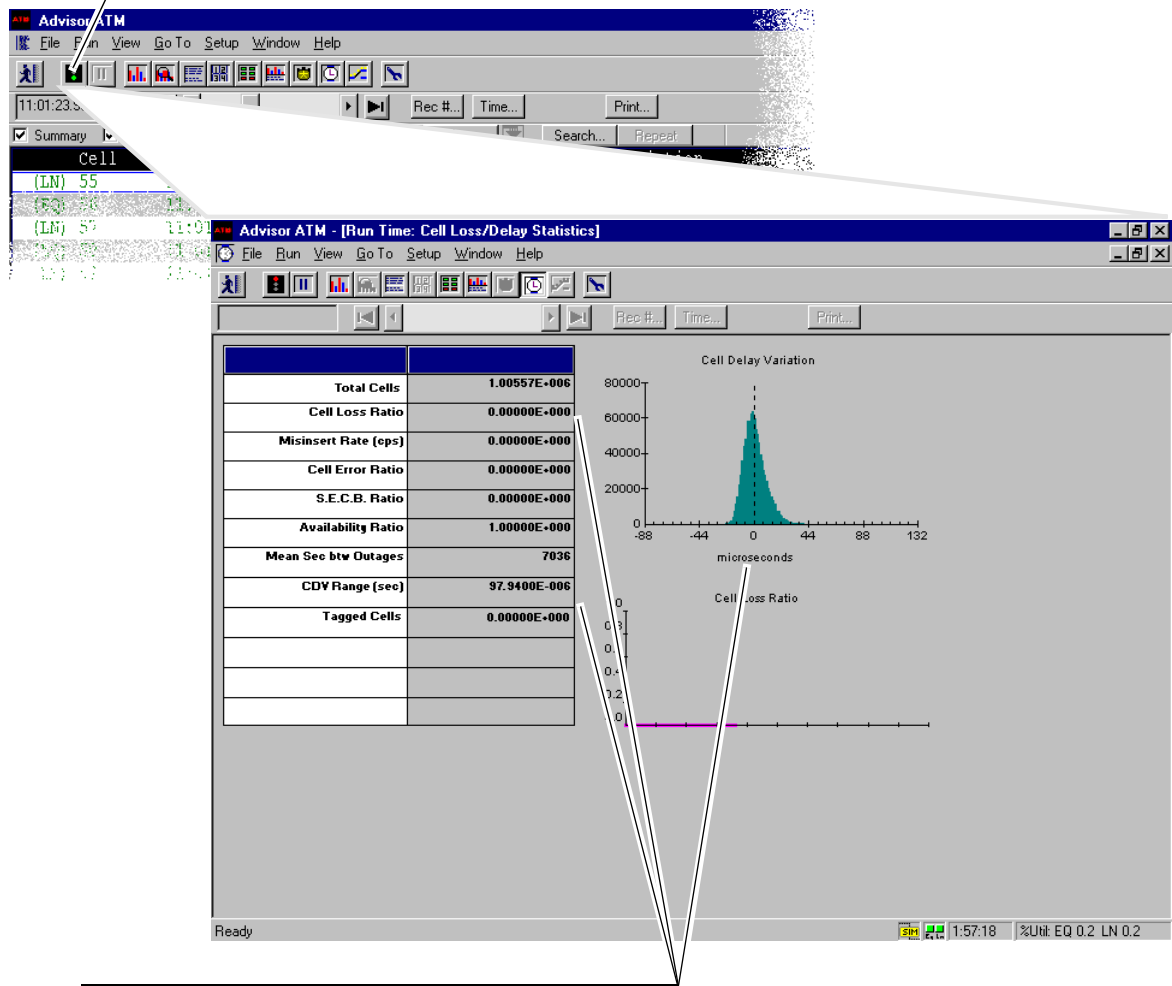 Advisor ATM
File Run View Go To Setup Window Help
11:01:23.5
Rec #... Time... Print...
Summary Search... Repeat
Cell
(LN) 55
(EQ) 56
(LN) 57 11:01
Advisor ATM - [Run Time: Cell Loss/Delay Statistics]
File Run View Go To Setup Window Help
Rec #... Time... Print...
Total Cells 1.00557E+006
Cell Loss Ratio 0.00000E+000
Misinsert Rate (cps) 0.00000E+000
Cell Error Ratio 0.00000E+000
S.E.C.B. Ratio 0.00000E+000
Availability Ratio 1.00000E+000
Mean Sec btw Outages 7036
CDV Range (sec) 97.9400E-006
Tagged Cells 0.00000E+000
Cell Delay Variation
80000
60000
40000
20000
0
-88 -44 0 44 88 132
microseconds
Cell Loss Ratio
Ready SIM Eq Ln 1:57:18 %Util: EQ 0.2 LN 0.2